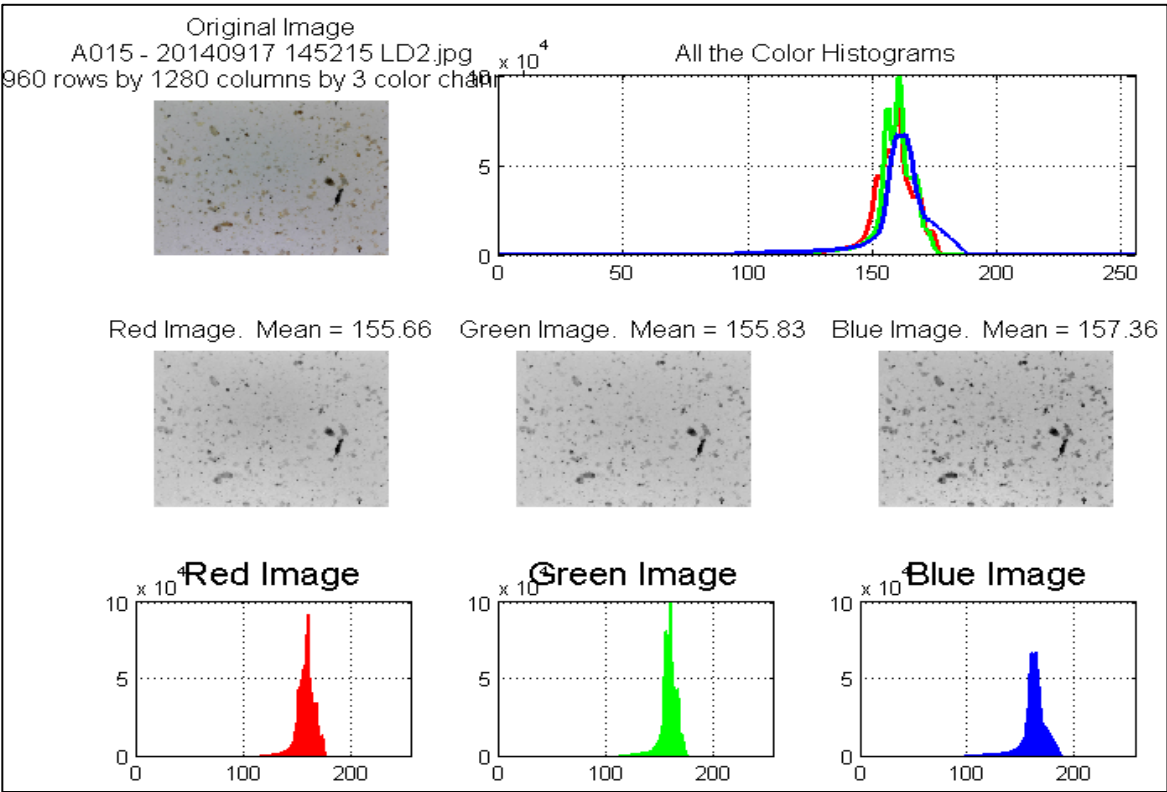 Original Image
A015 - 20140917 145215 LD2.jpg
960 rows by 1280 columns by 3 color
All the Color Histograms
x 10^4
10
5
0
0 50 100 150 200 250
Red Image. Mean = 155.66
Green Image. Mean = 155.83
Blue Image. Mean = 157.36
Red Image
x 10^4
10
5
0
0 100 200
Green Image
x 10^4
10
5
0
0 100 200
Blue Image
x 10^4
10
5
0
0 100 200